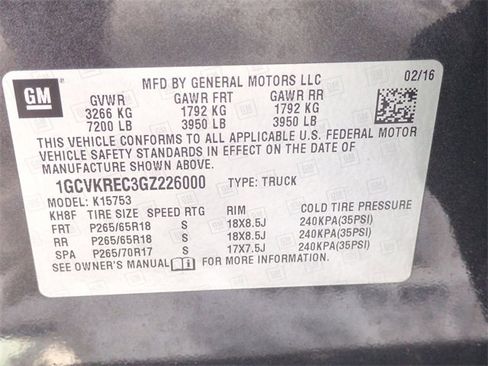 GM
MFD BY GENERAL MOTORS LLC 02/16
GVWR GAWR FRT GAWR RR
3266 KG 1792 KG 1792 KG
7200 LB 3950 LB 3950 LB
THIS VEHICLE CONFORMS TO ALL APPLICABLE U.S. FEDERAL MOTOR
VEHICLE SAFETY STANDARDS IN EFFECT ON THE DATE OF
MANUFACTURE SHOWN ABOVE.
1GCVKREC3GZ226000 TYPE: TRUCK
MODEL: K15753
KH8F TIRE SIZE SPEED RTG RIM COLD TIRE PRESSURE
FRT P265/65R18 S 18X8.5J 240KPA(35PSI)
RR P265/65R18 S 18X8.5J 240KPA(35PSI)
SPA P265/70R17 S 17X7.5J 240KPA(35PSI)
SEE OWNER'S MANUAL FOR MORE INFORMATION.